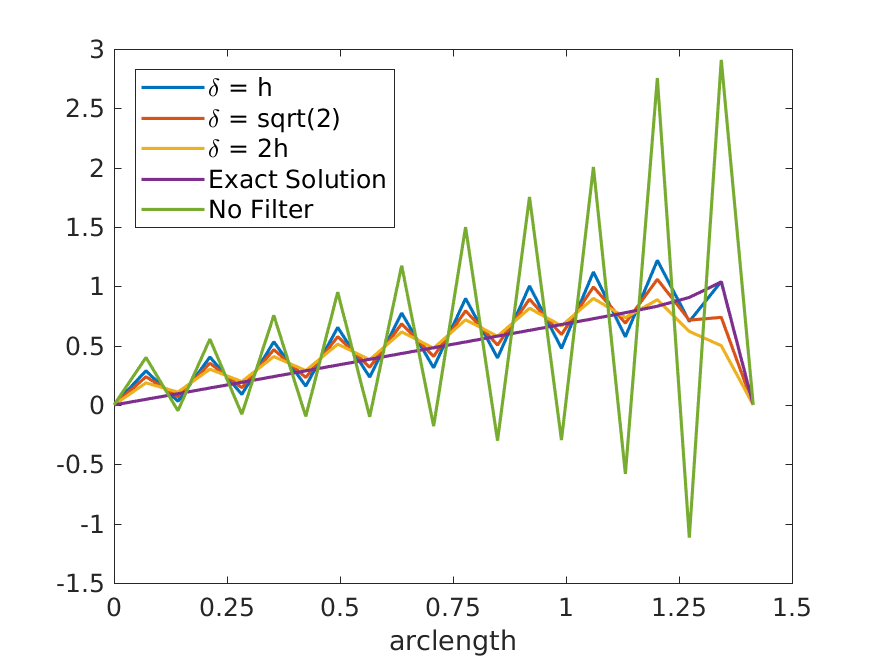 3
2.5
2
1.5
1
0.5
0
-0.5
-1
-1.5
δ = h
δ = sqrt(2)
δ = 2h
Exact Solution
No Filter
0 0.25 0.5 0.75 1 1.25 1.5
arclength